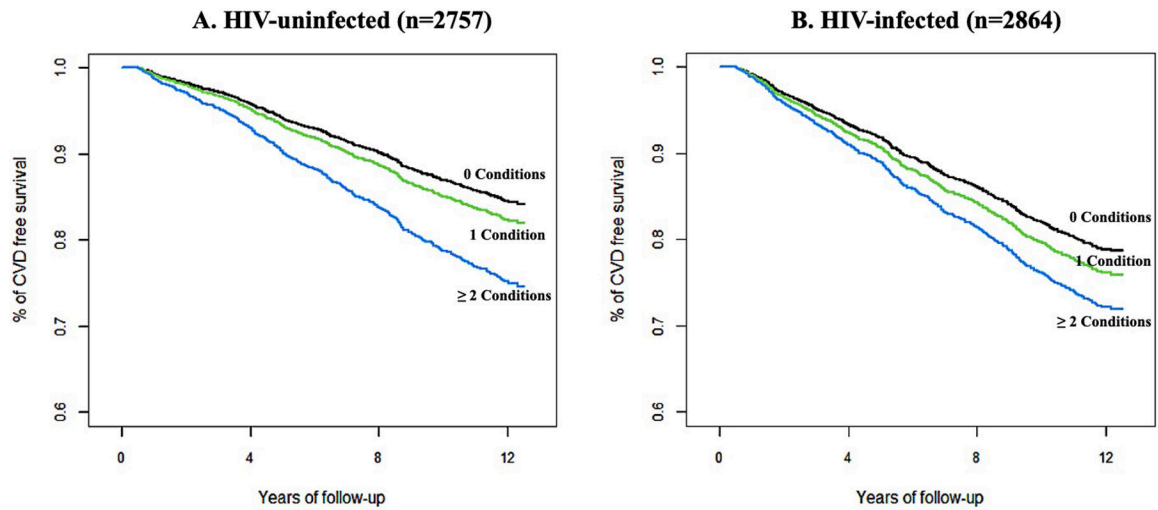 A. HIV-uninfected (n=2757)
% of CVD free survival
1.0
0.9
0.8
0.7
0.6
0 Conditions
1 Condition
≥ 2 Conditions
0 4 8 12
Years of follow-up
B. HIV-infected (n=2864)
% of CVD free survival
1.0
0.9
0.8
0.7
0.6
0 Conditions
1 Condition
≥ 2 Conditions
0 4 8 12
Years of follow-up